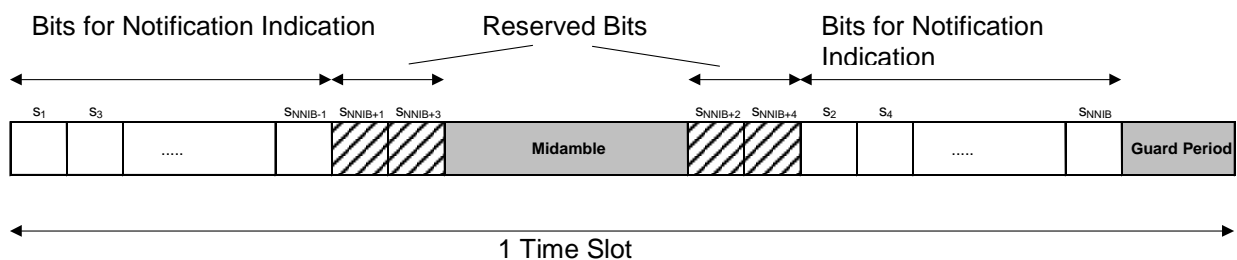 Bits for Notification Indication
Reserved Bits
Bits for Notification
Indication
s1 s3 sNNIB-1 sNNIB+1 sNNIB+3 sNNIB+2 sNNIB+4 s2 s4 sNNIB
..... Midamble ..... Guard Period
1 Time Slot